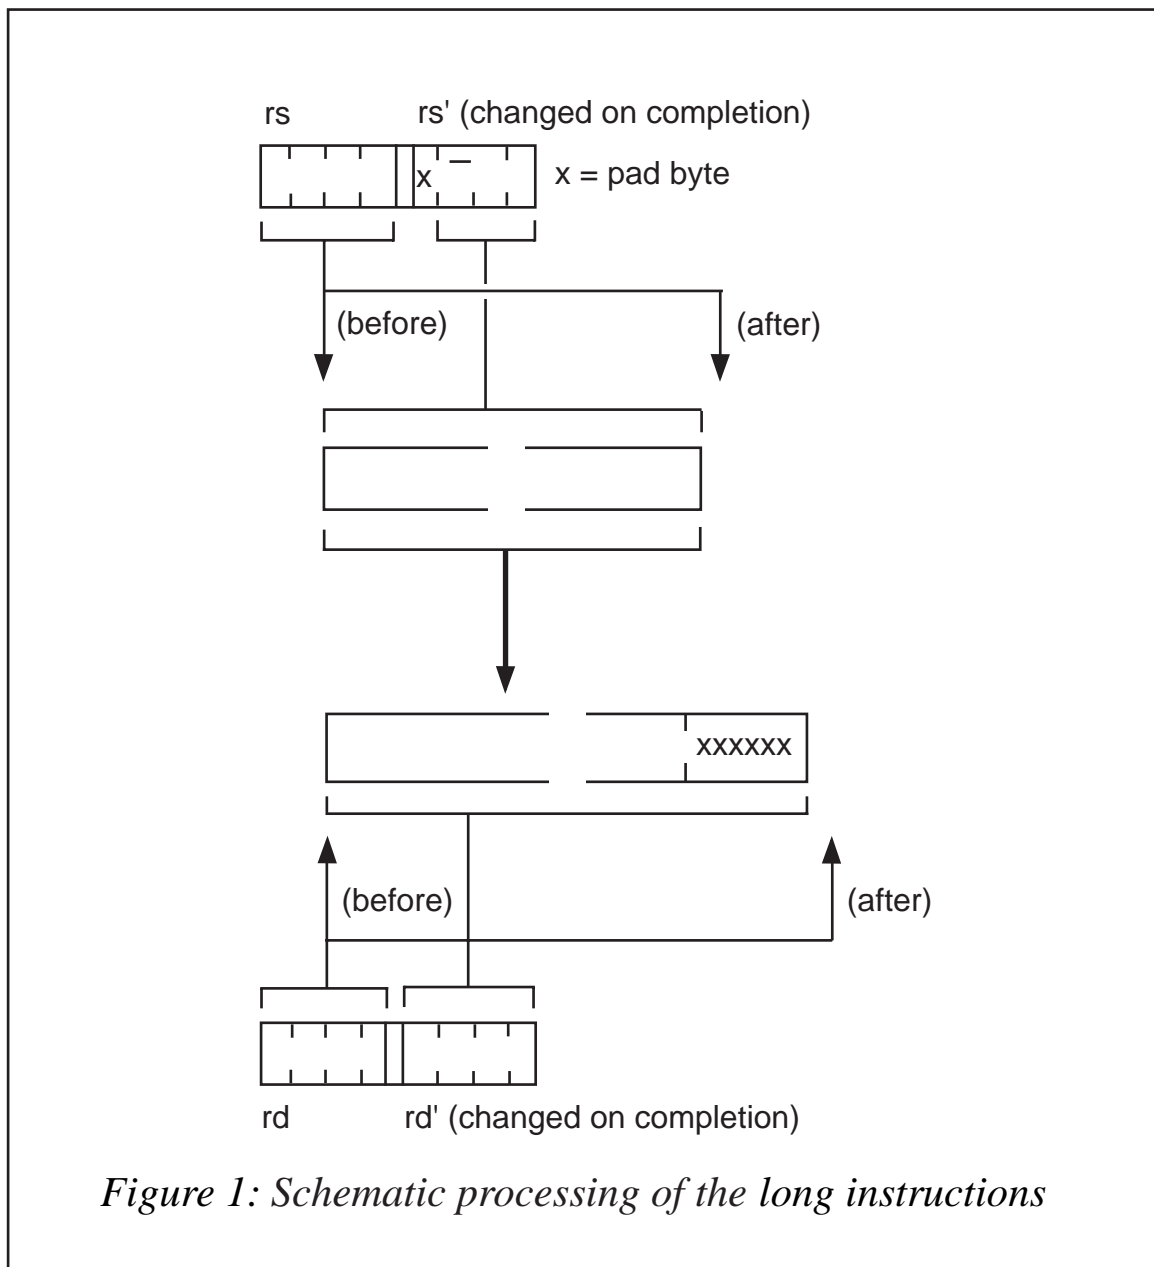 rs rs' (changed on completion)
x x = pad byte
(before) (after)
xxxxxx
(before) (after)
rd rd' (changed on completion)
Figure 1: Schematic processing of the long instructions